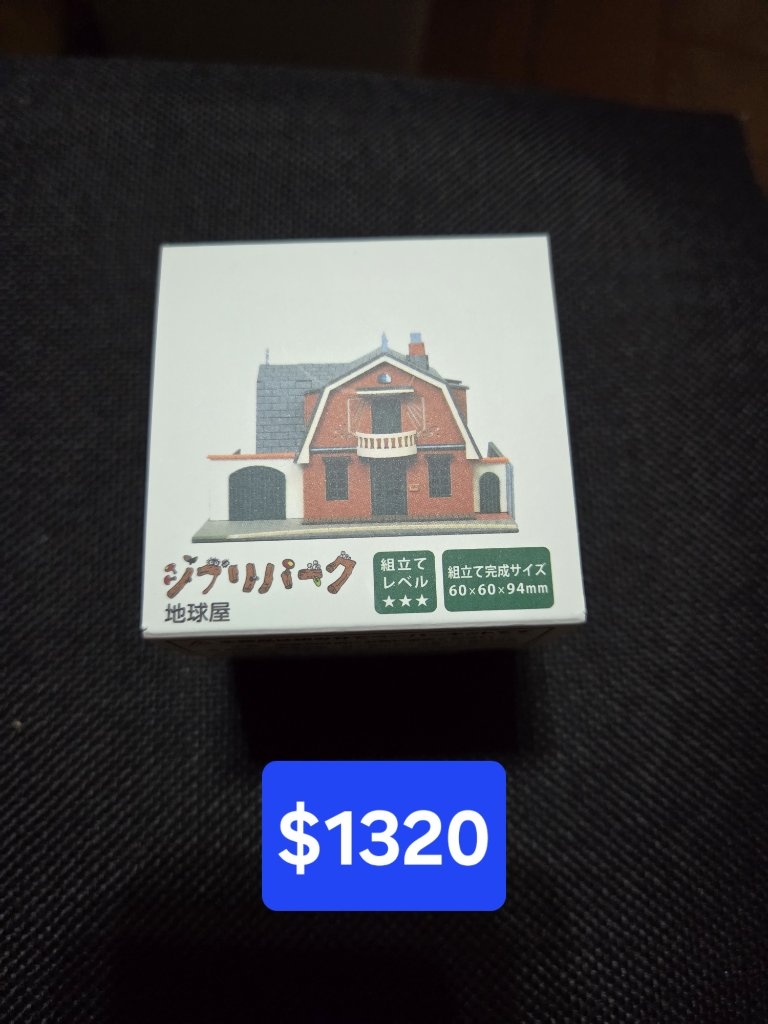 ジブリパーク
地球屋
組立て
レベル
★★★
組立て完成サイズ
60×60×94mm
$1320